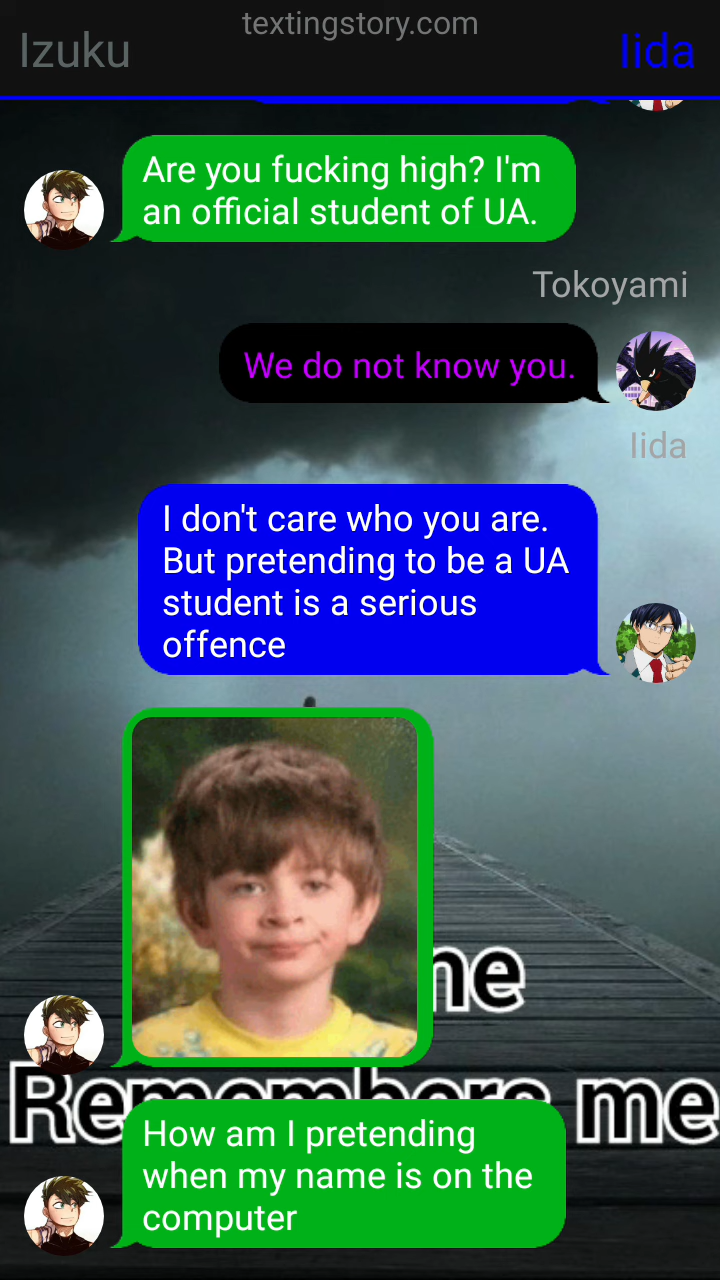 textingstory.com
Izuku
Iida
Are you fucking high? I'm
an official student of UA.
Tokoyami
We do not know you.
Iida
I don't care who you are.
But pretending to be a UA
student is a serious
offence
Remembers me
How am I pretending
when my name is on the
computer